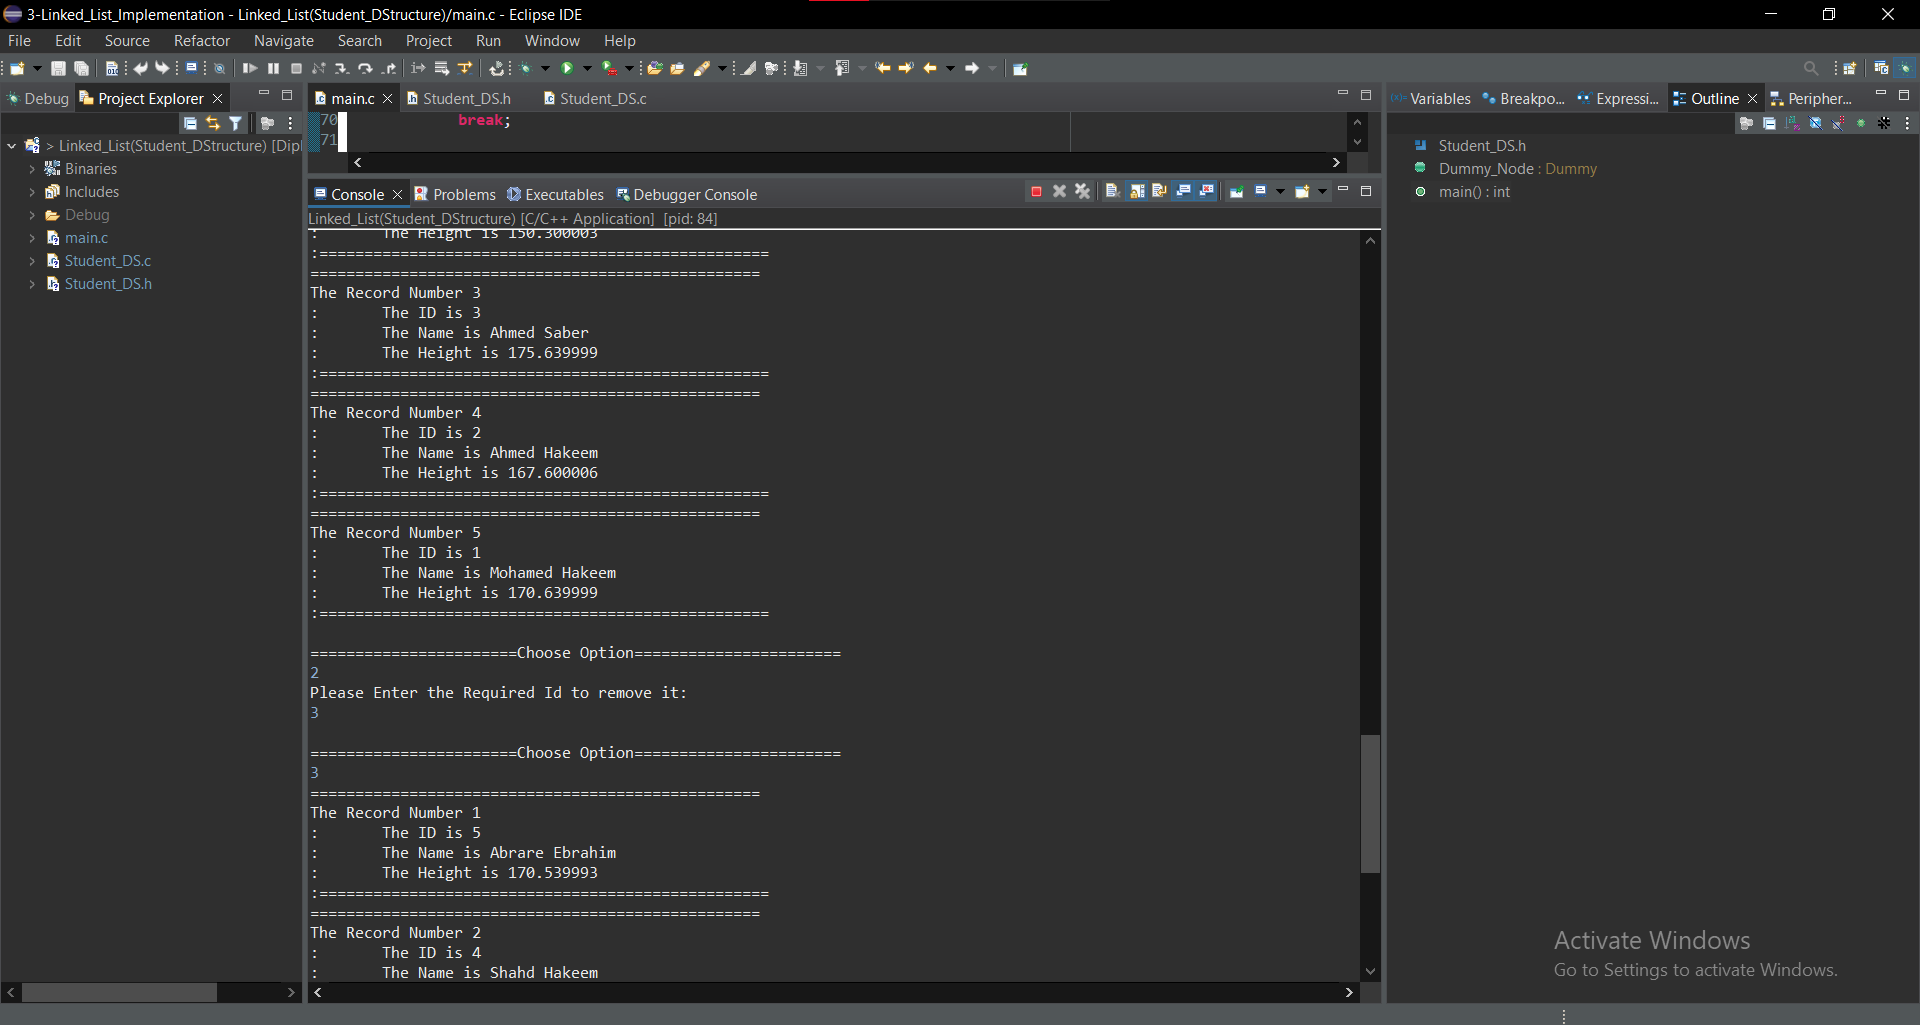 3-Linked_List_Implementation - Linked_List(Student_DStructure)/main.c - Eclipse IDE
File Edit Source Refactor Navigate Search Project Run Window Help
Debug Project Explorer
main.c Student_DS.h Student_DS.c
Variables Breakpo... Expressi... Outline Peripher...
> Linked_List(Student_DStructure) [Dipl
Binaries
Includes
Debug
main.c
Student_DS.c
Student_DS.h
70 break;
71
Console Problems Executables Debugger Console
Linked_List(Student_DStructure) [C/C++ Application] [pid: 84]
: The Height is 150.300003
:==================================================
==================================================
The Record Number 3
: The ID is 3
: The Name is Ahmed Saber
: The Height is 175.639999
:==================================================
==================================================
The Record Number 4
: The ID is 2
: The Name is Ahmed Hakeem
: The Height is 167.600006
:==================================================
==================================================
The Record Number 5
: The ID is 1
: The Name is Mohamed Hakeem
: The Height is 170.639999
:==================================================
=======================Choose Option=======================
2
Please Enter the Required Id to remove it:
3
=======================Choose Option=======================
3
==================================================
The Record Number 1
: The ID is 5
: The Name is Abrare Ebrahim
: The Height is 170.539993
:==================================================
==================================================
The Record Number 2
: The ID is 4
: The Name is Shahd Hakeem
Student_DS.h
Dummy_Node : Dummy
main() : int
Activate Windows
Go to Settings to activate Windows.